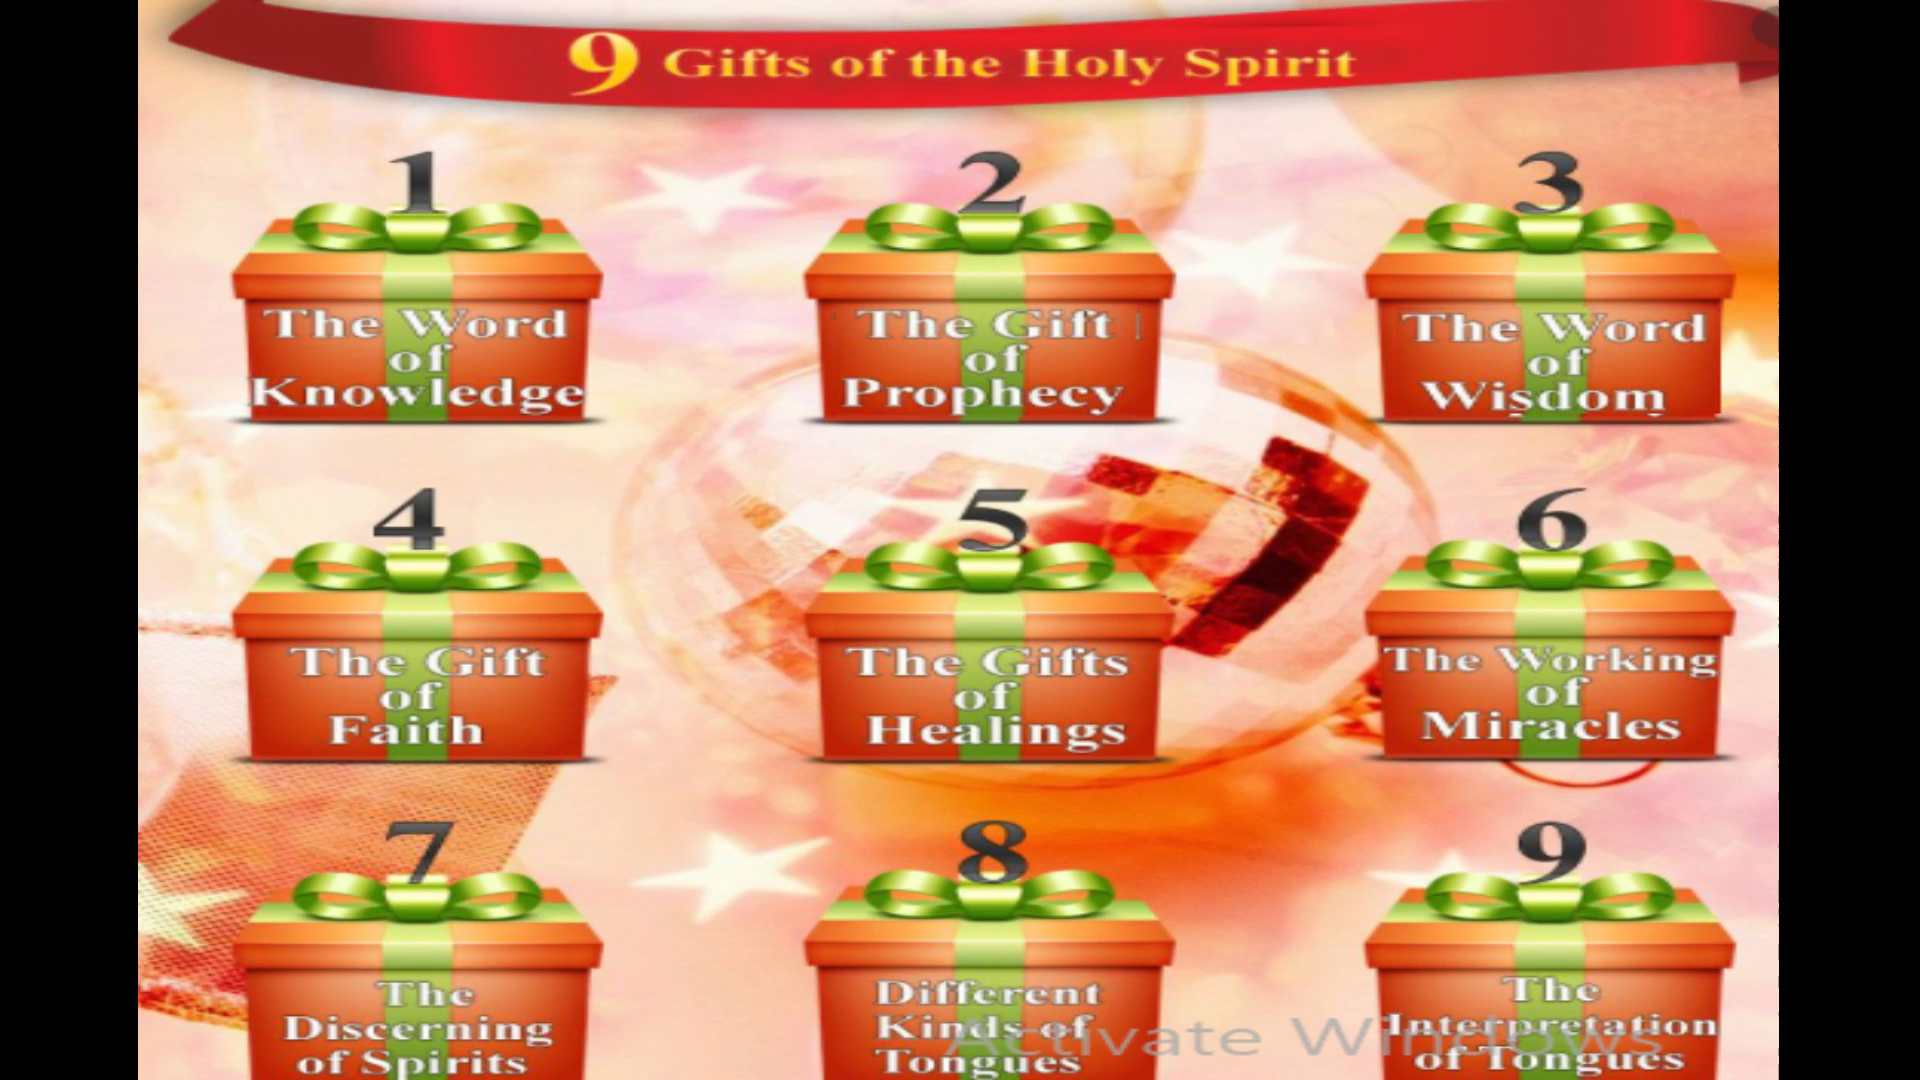 9 Gifts of the Holy Spirit
1
The Word
of
Knowledge
2
The Gift
of
Prophecy
3
The Word
of
Wisdom
4
The Gift
of
Faith
5
The Gifts
of
Healings
6
The Working
of
Miracles
7
The
Discerning
of Spirits
8
Different
Kinds of
Tongues
9
The
Interpretation
of Tongues
Activate Windows